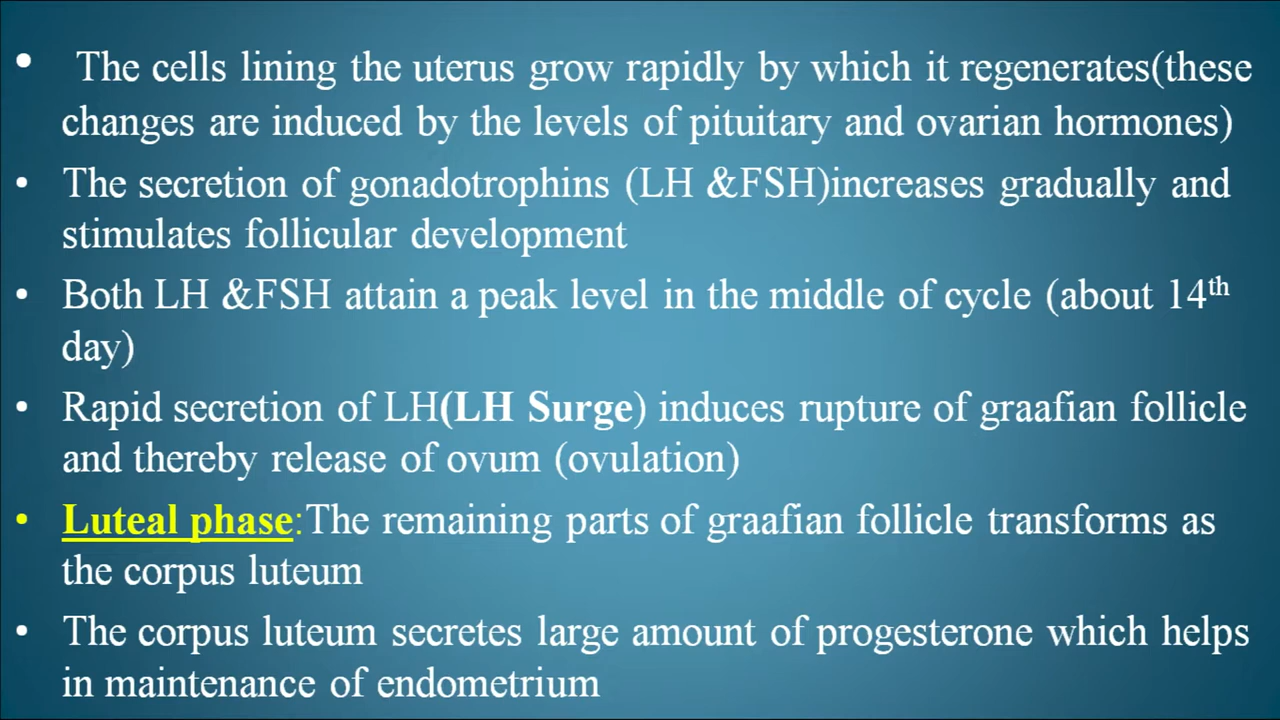 • The cells lining the uterus grow rapidly by which it regenerates(these
changes are induced by the levels of pituitary and ovarian hormones)
• The secretion of gonadotrophins (LH &FSH)increases gradually and
stimulates follicular development
• Both LH &FSH attain a peak level in the middle of cycle (about 14th
day)
• Rapid secretion of LH(LH Surge) induces rupture of graafian follicle
and thereby release of ovum (ovulation)
• Luteal phase:The remaining parts of graafian follicle transforms as
the corpus luteum
• The corpus luteum secretes large amount of progesterone which helps
in maintenance of endometrium